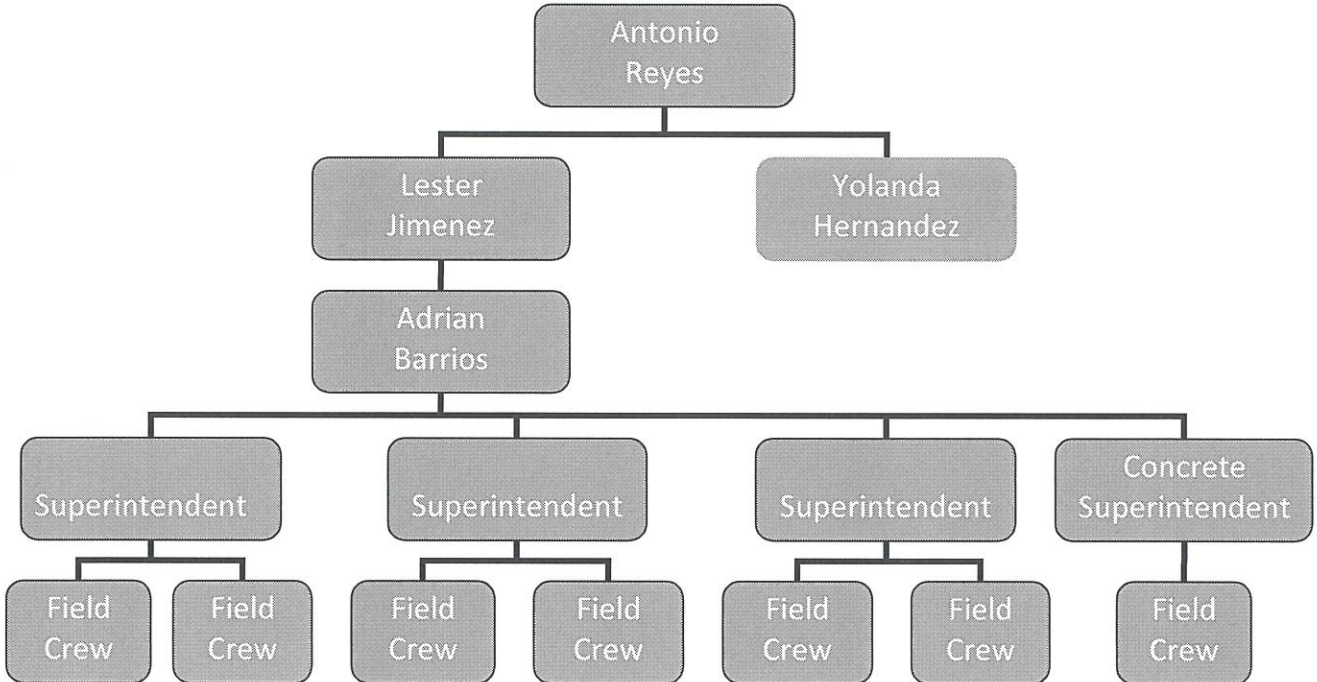 Antonio
Reyes
Lester
Jimenez
Yolanda
Hernandez
Adrian
Barrios
Superintendent
Superintendent
Superintendent
Concrete
Superintendent
Field
Crew
Field
Crew
Field
Crew
Field
Crew
Field
Crew
Field
Crew
Field
Crew